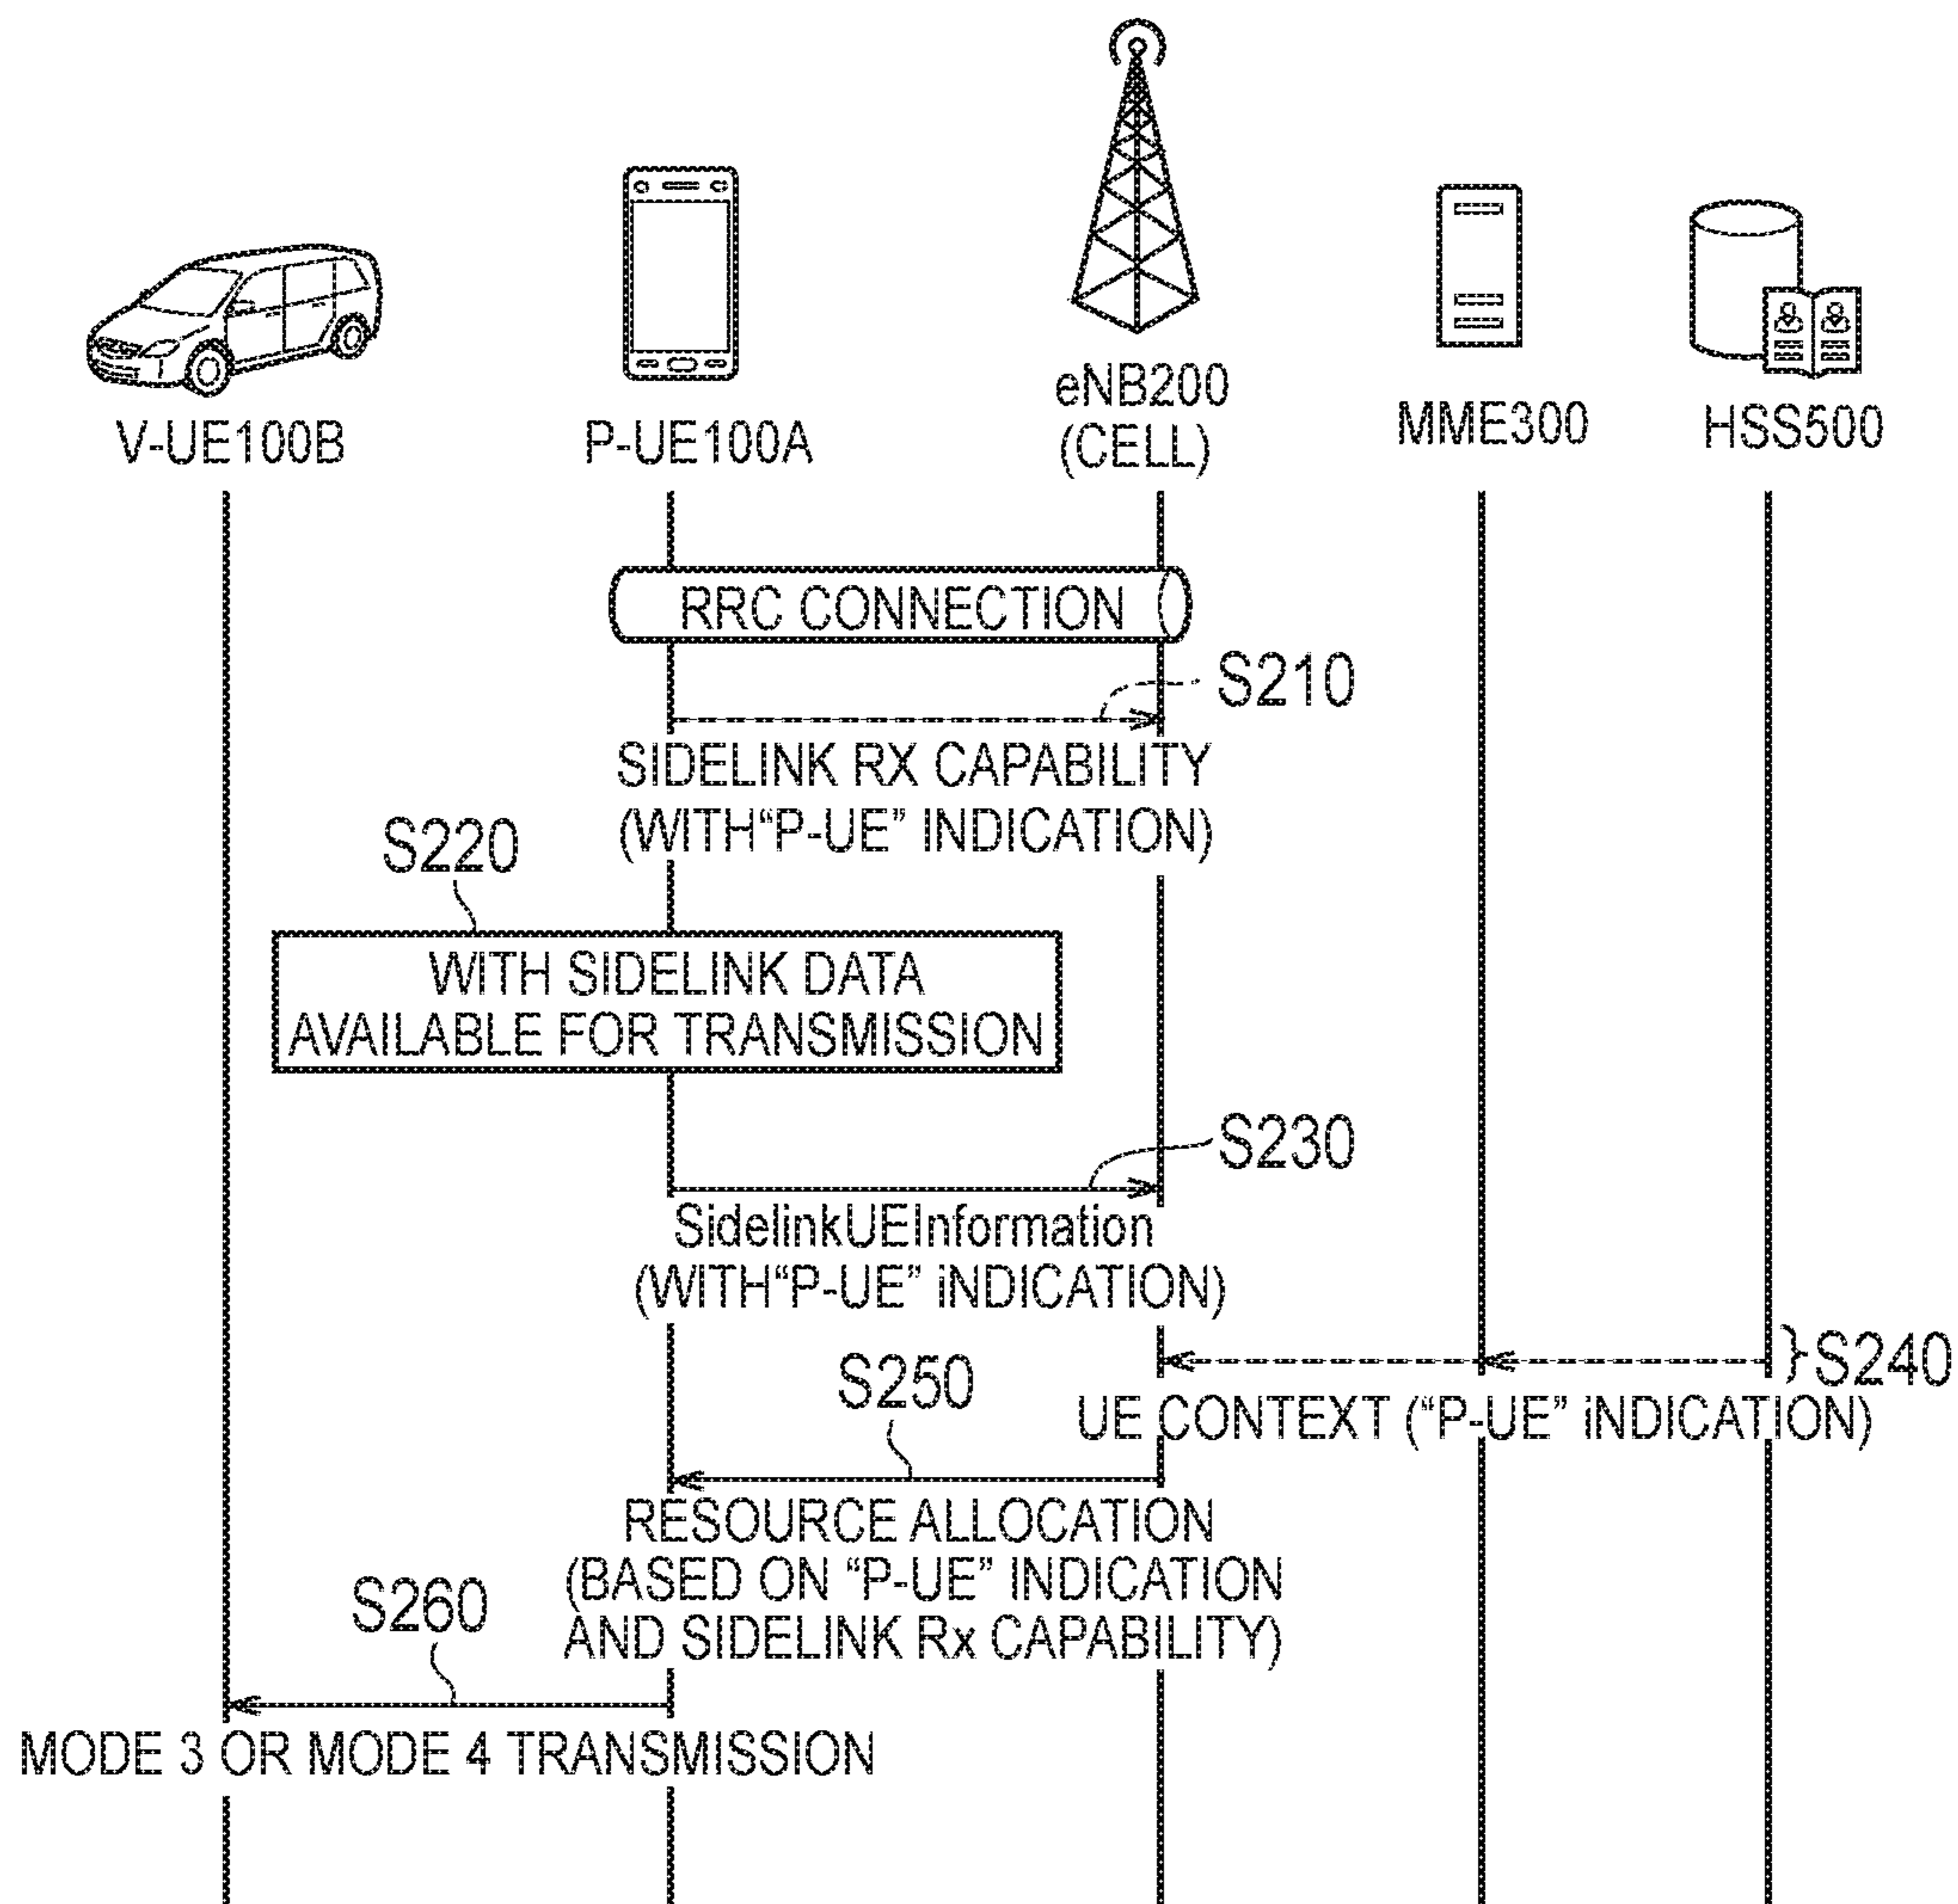 V-UE100B
P-UE100A
eNB200
(CELL)
MME300
HSS500
RRC CONNECTION
S210
SIDELINK RX CAPABILITY
(WITH“P-UE” INDICATION)
S220
WITH SIDELINK DATA
AVAILABLE FOR TRANSMISSION
S230
SidelinkUEInformation
(WITH“P-UE” iNDICATION)
S240
UE CONTEXT (“P-UE” iNDICATION)
S250
RESOURCE ALLOCATION
(BASED ON “P-UE” INDICATION
AND SIDELINK Rx CAPABILITY)
S260
MODE 3 OR MODE 4 TRANSMISSION